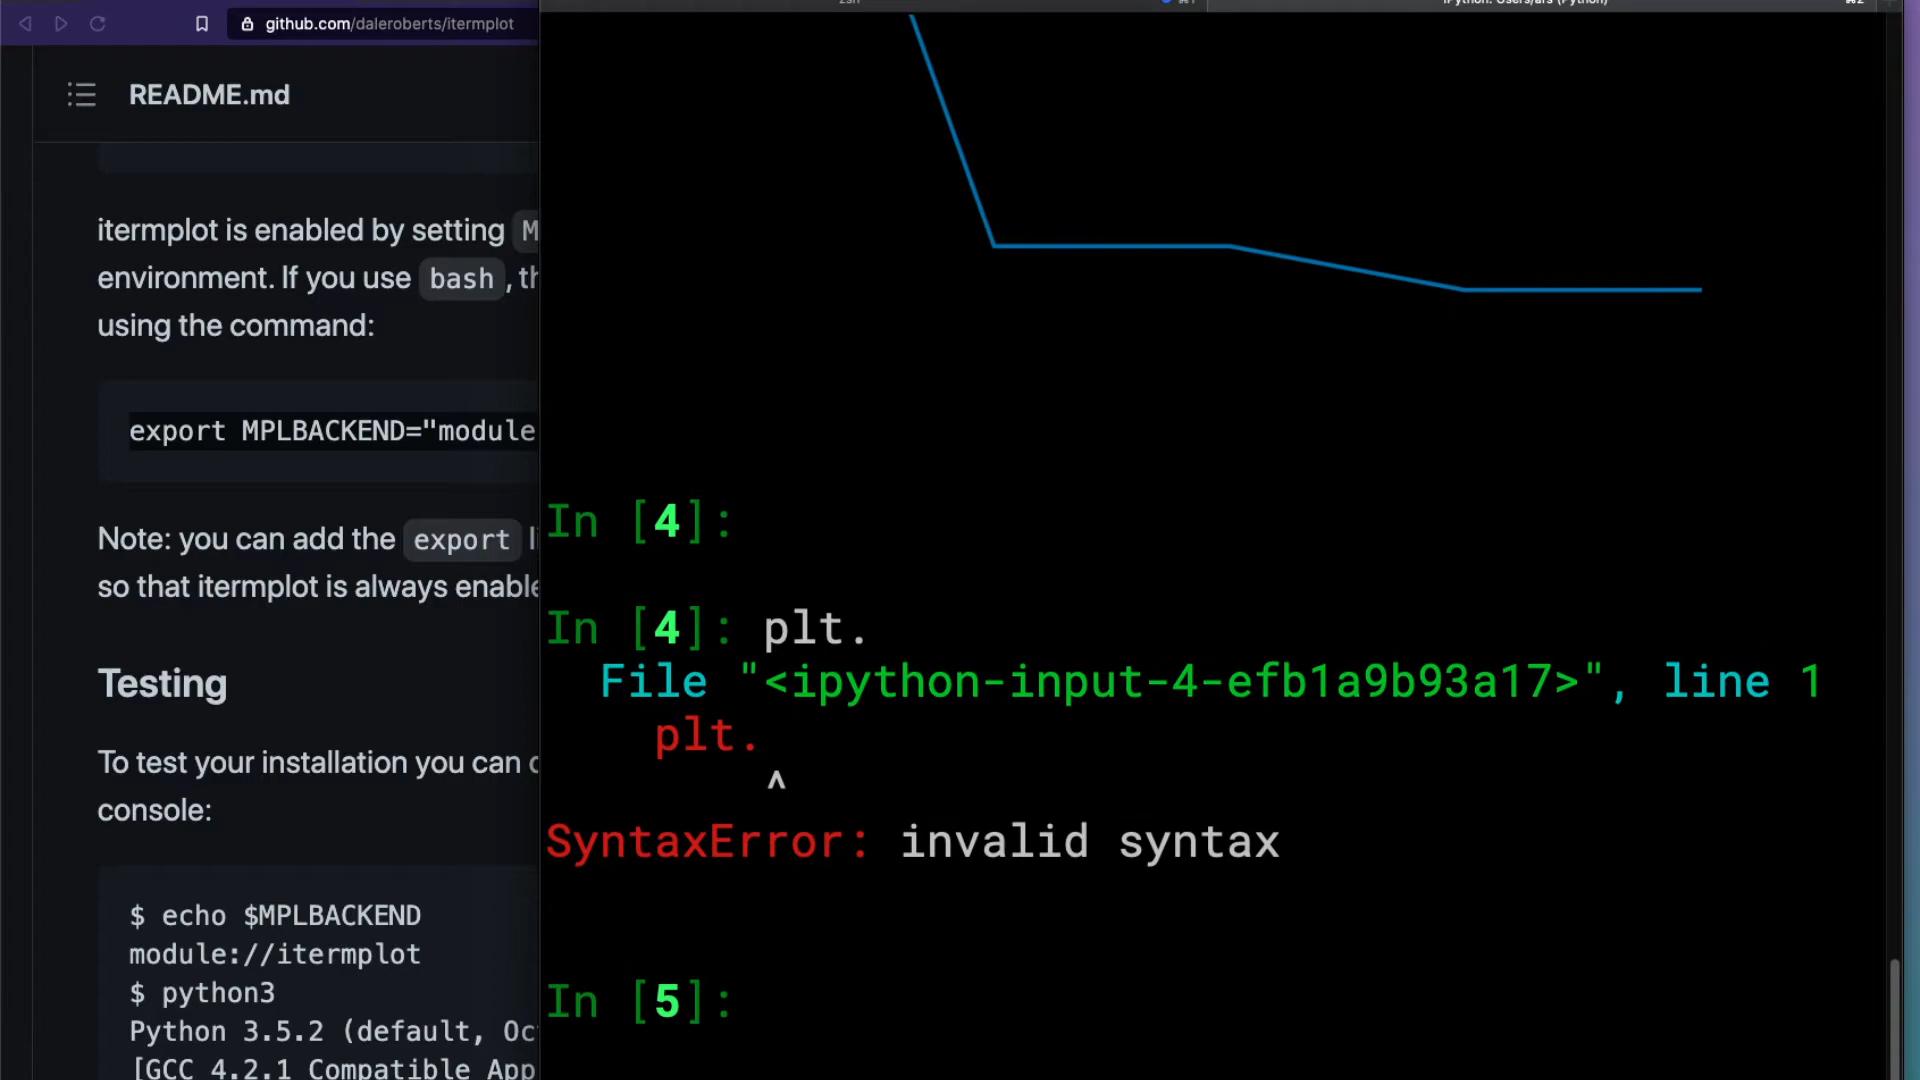 github.com/daleroberts/itermplot
README.md
itermplot is enabled by setting M
environment. If you use bash, th
using the command:
export MPLBACKEND="module
Note: you can add the export li
so that itermplot is always enable
Testing
To test your installation you can
console:
$ echo $MPLBACKEND
module://itermplot
$ python3
Python 3.5.2 (default, Oc
[GCC 4.2.1 Compatible App
In [4]:
In [4]: plt.
File "<ipython-input-4-efb1a9b93a17>", line 1
plt.
^
SyntaxError: invalid syntax
In [5]: